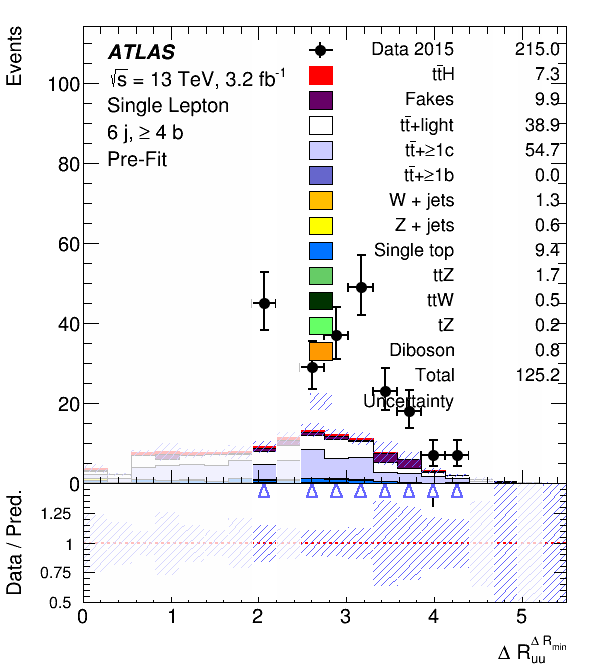 Events
ATLAS
√s = 13 TeV, 3.2 fb⁻¹
Single Lepton
6 j, ≥ 4 b
Pre-Fit
Data 2015 215.0
tt̄H 7.3
Fakes 9.9
tt̄+light 38.9
tt̄+≥1c 54.7
tt̄+≥1b 0.0
W + jets 1.3
Z + jets 0.6
Single top 9.4
ttZ 1.7
ttW 0.5
tZ 0.2
Diboson 0.8
Total 125.2
Uncertainty
100
80
60
40
20
0
Data / Pred.
1.25
1
0.75
0.5
0 1 2 3 4 5
Δ R_uu^Δ R_min